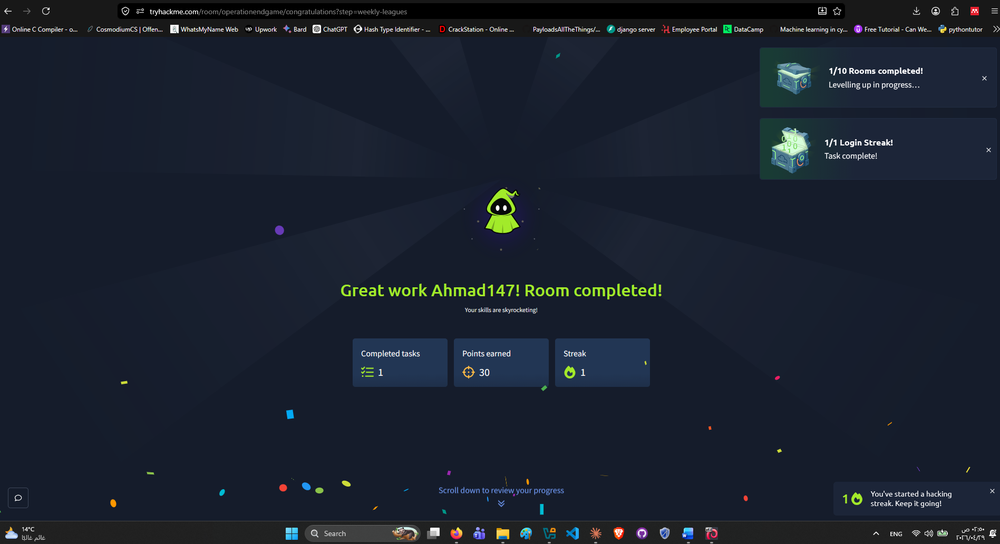 tryhackme.com/room/operationendgame/congratulations?step=weekly-leagues
Online C Compiler - o...
CosmodiumCS | Offen...
WhatsMyName Web
Upwork
Bard
ChatGPT
Hash Type Identifier - ...
CrackStation - Online ...
PayloadsAllTheThings/...
django server
Employee Portal
DataCamp
Machine learning in cy...
Free Tutorial - Can We...
pythontutor
1/10 Rooms completed!
Levelling up in progress...
1/1 Login Streak!
Task complete!
Great work Ahmad147! Room completed!
Your skills are skyrocketing!
Completed tasks
1
Points earned
30
Streak
1
Scroll down to review your progress
1
You've started a hacking
streak. Keep it going!
14°C
غائم غالبًا
Search
ENG
٠٢:٥٠ ص
٢٠٢٦/٠٤/٢٩